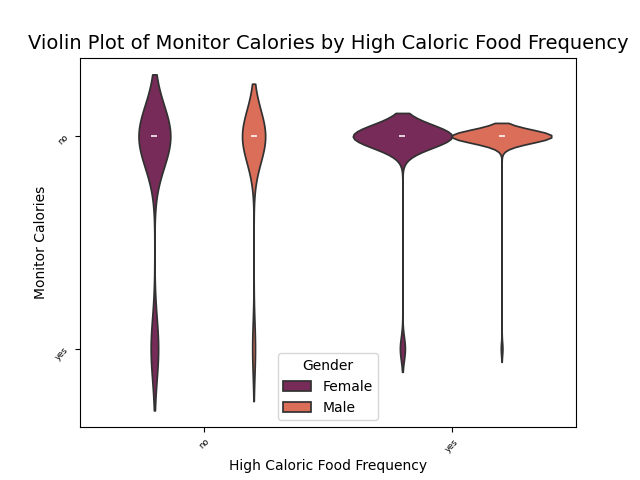 Violin Plot of Monitor Calories by High Caloric Food Frequency
no
Monitor Calories
yes
Gender
Female
Male
no
yes
High Caloric Food Frequency